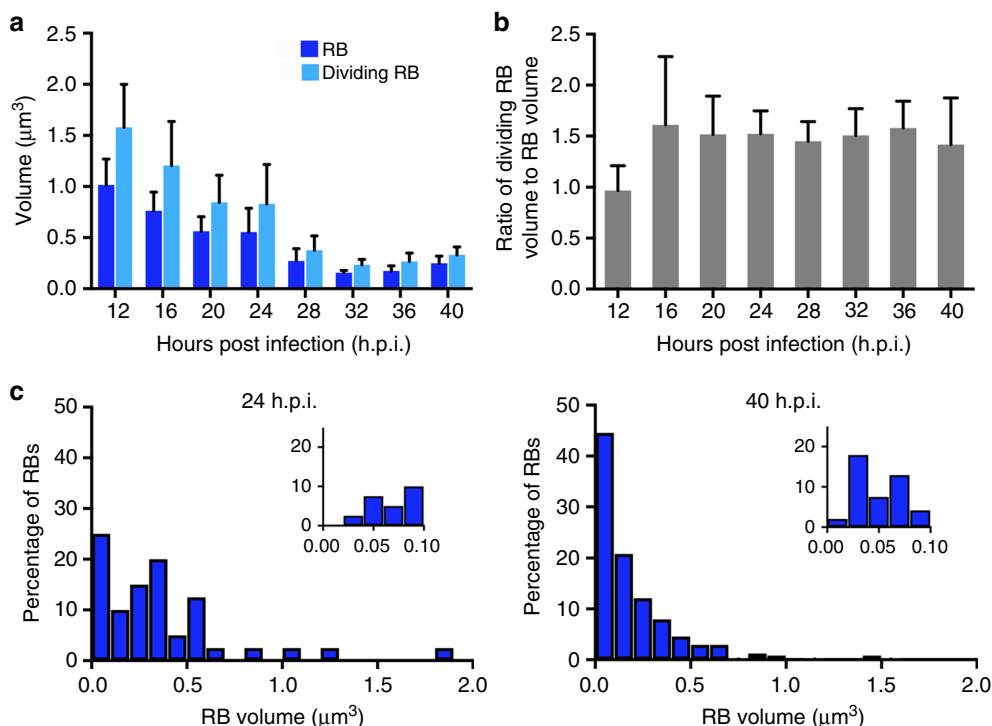 a
RB
Dividing RB
Volume (μm³)
2.5
2.0
1.5
1.0
0.5
0.0
12 16 20 24 28 32 36 40
Hours post infection (h.p.i.)
b
Ratio of dividing RB
volume to RB volume
2.5
2.0
1.5
1.0
0.5
0.0
12 16 20 24 28 32 36 40
Hours post infection (h.p.i.)
c
24 h.p.i.
Percentage of RBs
50
40
30
20
10
0
0.0 0.5 1.0 1.5 2.0
RB volume (μm³)
20
10
0
0.00 0.05 0.10
40 h.p.i.
Percentage of RBs
50
40
30
20
10
0
0.0 0.5 1.0 1.5 2.0
RB volume (μm³)
20
10
0
0.00 0.05 0.10